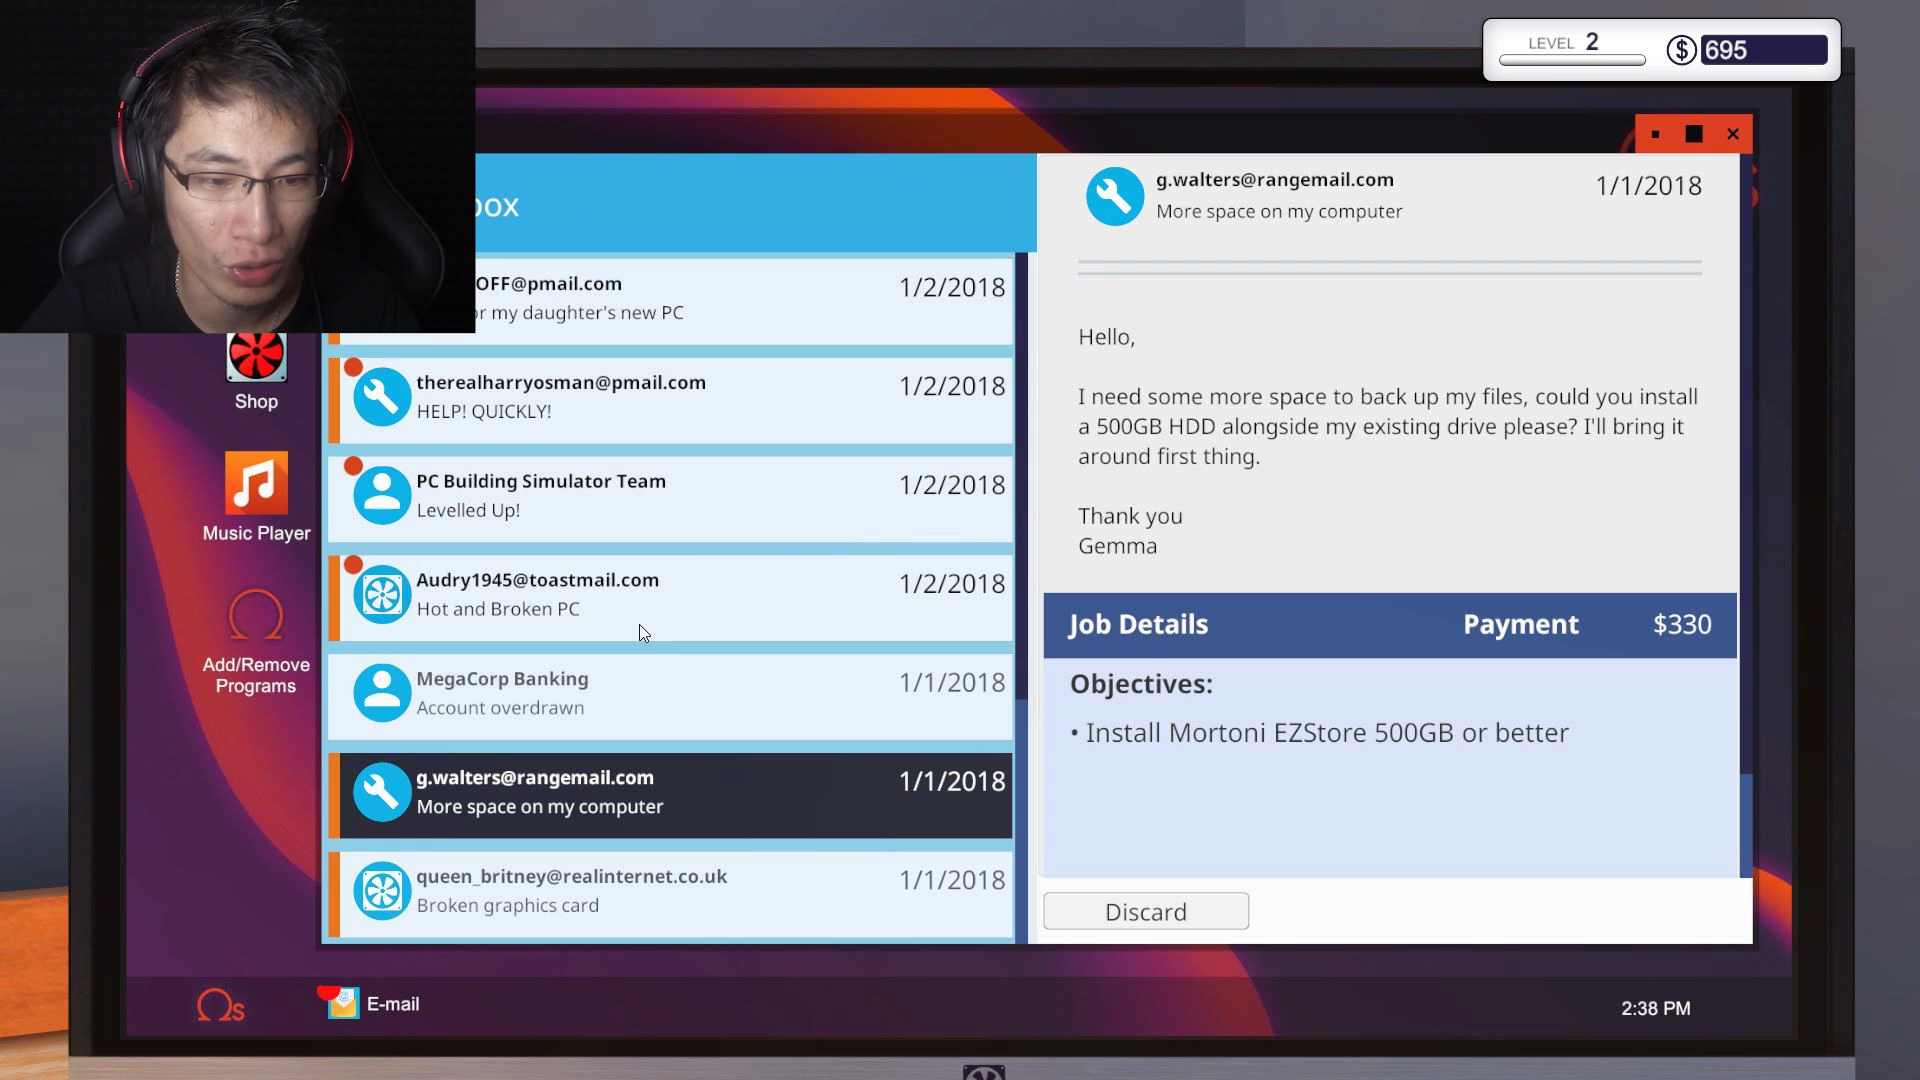 LEVEL 2
$ 695
box
g.walters@rangemail.com
1/1/2018
More space on my computer
OFF@pmail.com
1/2/2018
or my daughter's new PC
therealharryosman@pmail.com
1/2/2018
HELP! QUICKLY!
PC Building Simulator Team
1/2/2018
Levelled Up!
Audry1945@toastmail.com
1/2/2018
Hot and Broken PC
MegaCorp Banking
1/1/2018
Account overdrawn
g.walters@rangemail.com
1/1/2018
More space on my computer
queen_britney@realinternet.co.uk
1/1/2018
Broken graphics card
Hello,
I need some more space to back up my files, could you install
a 500GB HDD alongside my existing drive please? I'll bring it
around first thing.
Thank you
Gemma
Job Details Payment $330
Objectives:
• Install Mortoni EZStore 500GB or better
Discard
Shop
Music Player
Add/Remove
Programs
Ωs
E-mail
2:38 PM